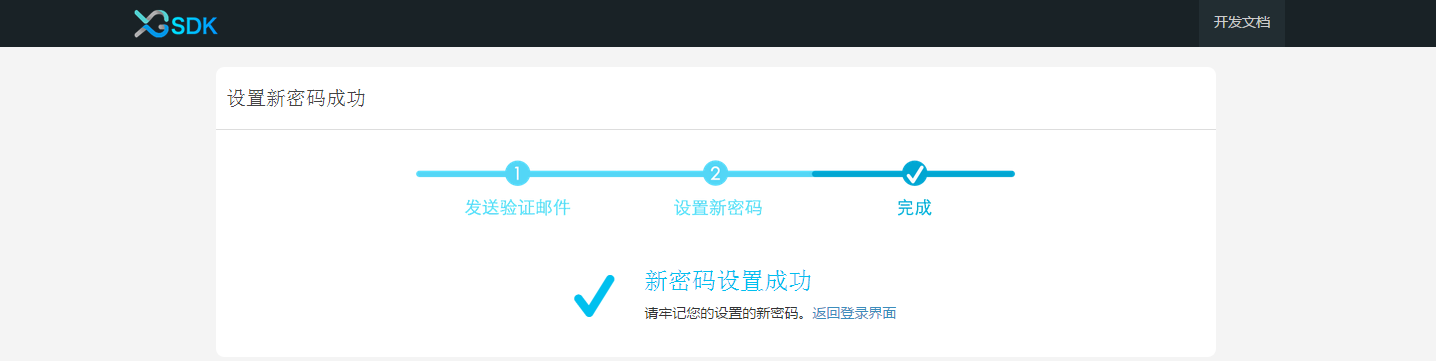 XGSDK
开发文档
设置新密码成功
1
2
发送验证邮件
设置新密码
完成
新密码设置成功
请牢记您的设置的新密码。返回登录界面